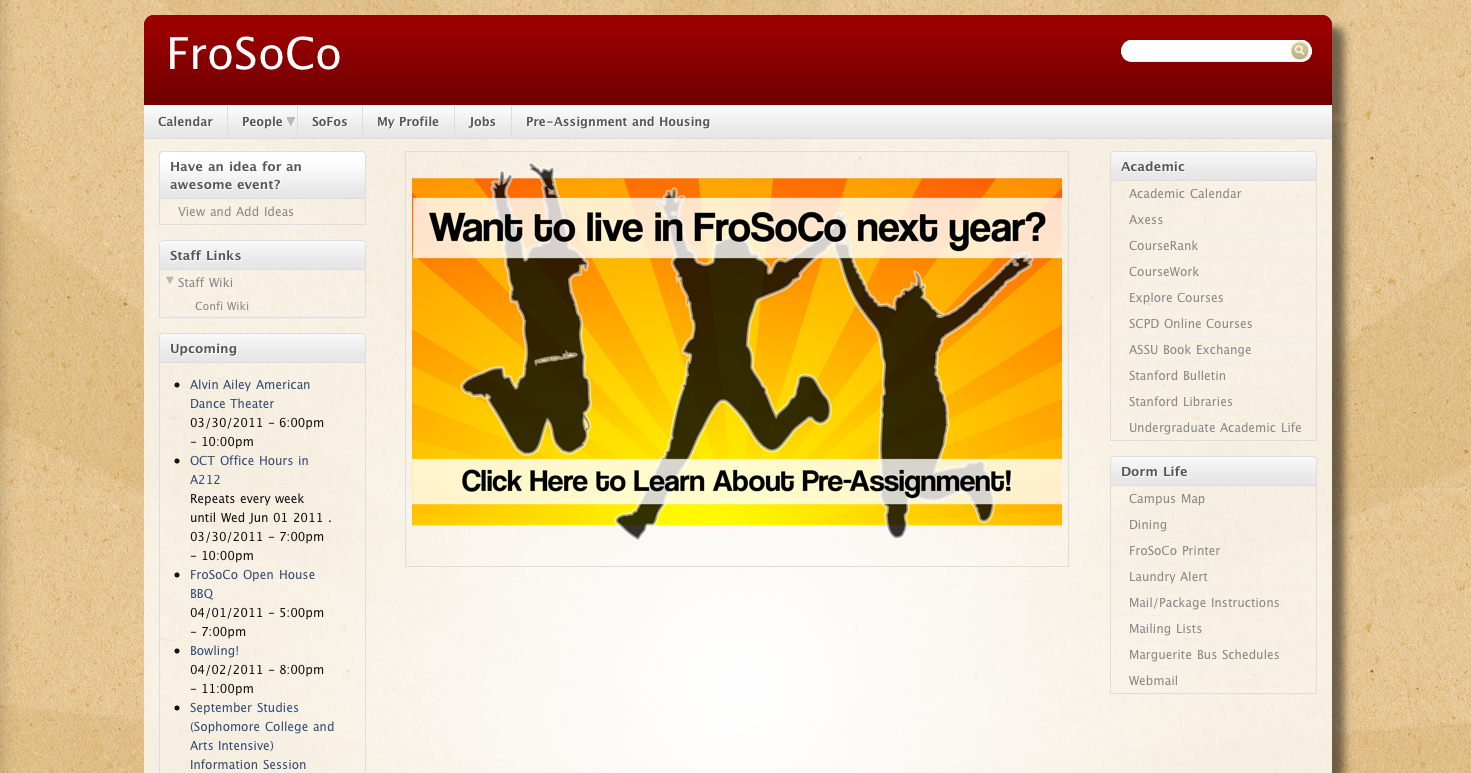 FroSoCo
Calendar
People
SoFos
My Profile
Jobs
Pre-Assignment and Housing
Have an idea for an
awesome event?
View and Add Ideas
Staff Links
Staff Wiki
Confi Wiki
Upcoming
Alvin Ailey American
Dance Theater
03/30/2011 - 6:00pm
- 10:00pm
OCT Office Hours in
A212
Repeats every week
until Wed Jun 01 2011 .
03/30/2011 - 7:00pm
- 10:00pm
FroSoCo Open House
BBQ
04/01/2011 - 5:00pm
- 7:00pm
Bowling!
04/02/2011 - 8:00pm
- 11:00pm
September Studies
(Sophomore College and
Arts Intensive)
Information Session
Want to live in FroSoCo next year?
Click Here to Learn About Pre-Assignment!
Academic
Academic Calendar
Axess
CourseRank
CourseWork
Explore Courses
SCPD Online Courses
ASSU Book Exchange
Stanford Bulletin
Stanford Libraries
Undergraduate Academic Life
Dorm Life
Campus Map
Dining
FroSoCo Printer
Laundry Alert
Mail/Package Instructions
Mailing Lists
Marguerite Bus Schedules
Webmail